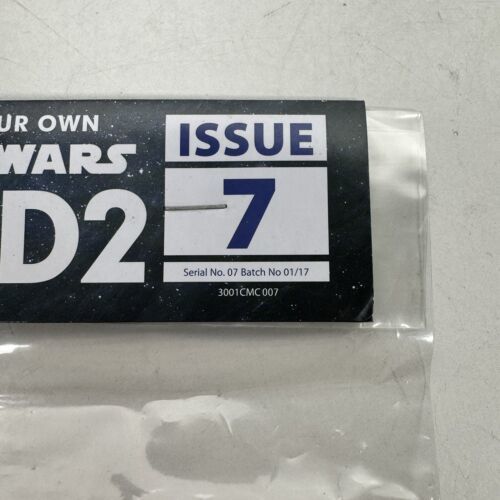 UR OWN
WARS
D2
ISSUE
7
Serial No. 07 Batch No 01/17
3001CMC 007